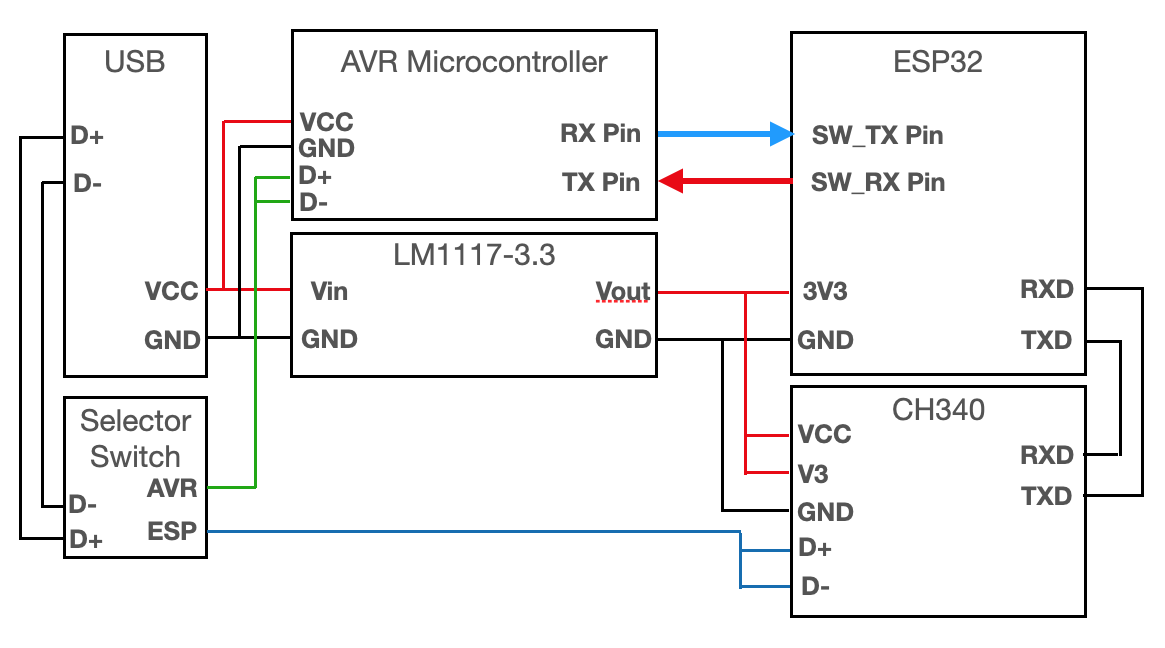 USB
D+
D-
VCC
GND
AVR Microcontroller
VCC
GND
D+
D-
RX Pin
TX Pin
LM1117-3.3
Vin
GND
Vout
GND
ESP32
SW_TX Pin
SW_RX Pin
3V3
GND
RXD
TXD
Selector
Switch
AVR
D-
ESP
D+
CH340
VCC
V3
GND
D+
D-
RXD
TXD